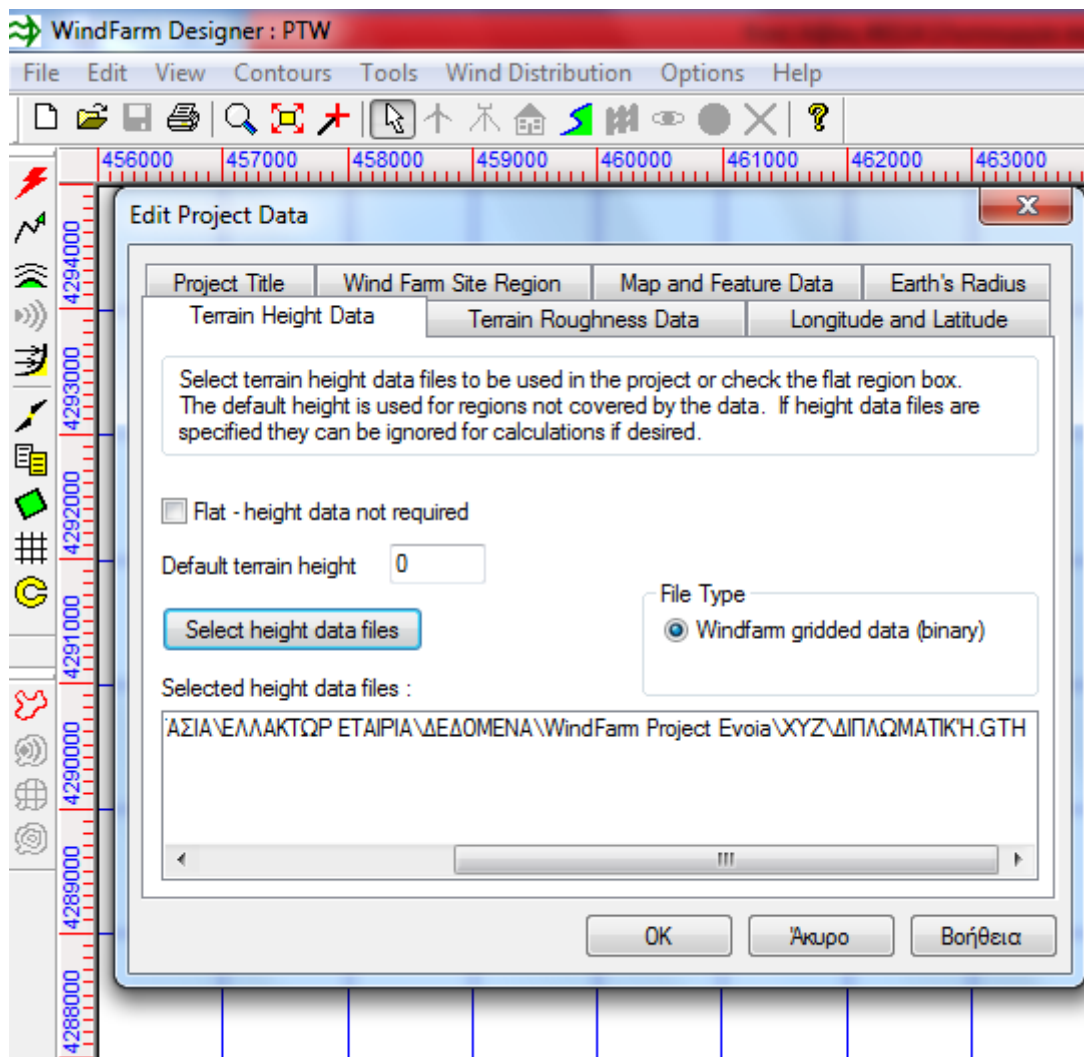 WindFarm Designer : PTW
File Edit View Contours Tools Wind Distribution Options Help
456000 457000 458000 459000 460000 461000 462000 463000
Edit Project Data
Project Title Wind Farm Site Region Map and Feature Data Earth's Radius
Terrain Height Data Terrain Roughness Data Longitude and Latitude
Select terrain height data files to be used in the project or check the flat region box.
The default height is used for regions not covered by the data. If height data files are
specified they can be ignored for calculations if desired.
Flat - height data not required
Default terrain height 0
File Type
Select height data files
Windfarm gridded data (binary)
Selected height data files :
ΆΣΙΑ\ΕΛΛΑΚΤΩΡ ΕΤΑΙΡΙΑ\ΔΕΔΟΜΕΝΑ\WindFarm Project Evoia\XYZ\ΔΙΠΛΩΜΑΤΙΚΉ.GTH
OK Άκυρο Βοήθεια
4294000
4293000
4292000
4291000
4290000
4289000
4288000